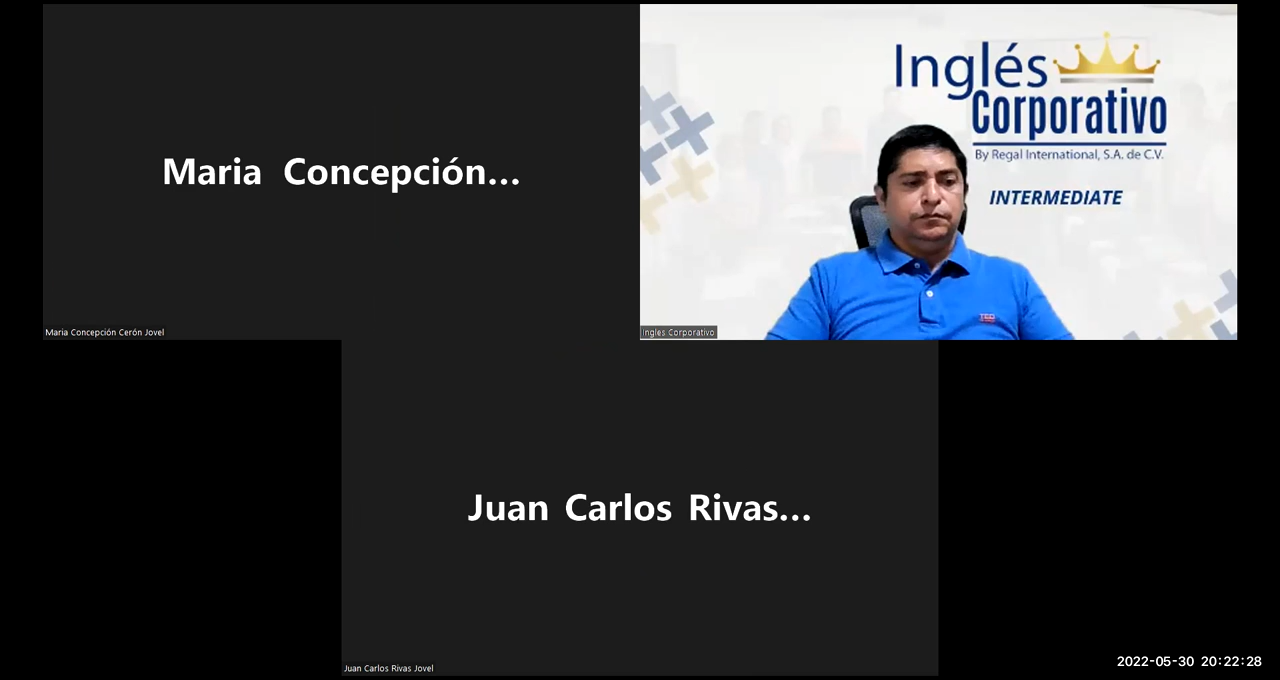 Maria Concepción...
Maria Concepción Cerón Jovel
Inglés
Corporativo
By Regal International, S.A. de C.V.
INTERMEDIATE
TED
Ingles Corporativo
Juan Carlos Rivas...
Juan Carlos Rivas Jovel
2022-05-30 20:22:28